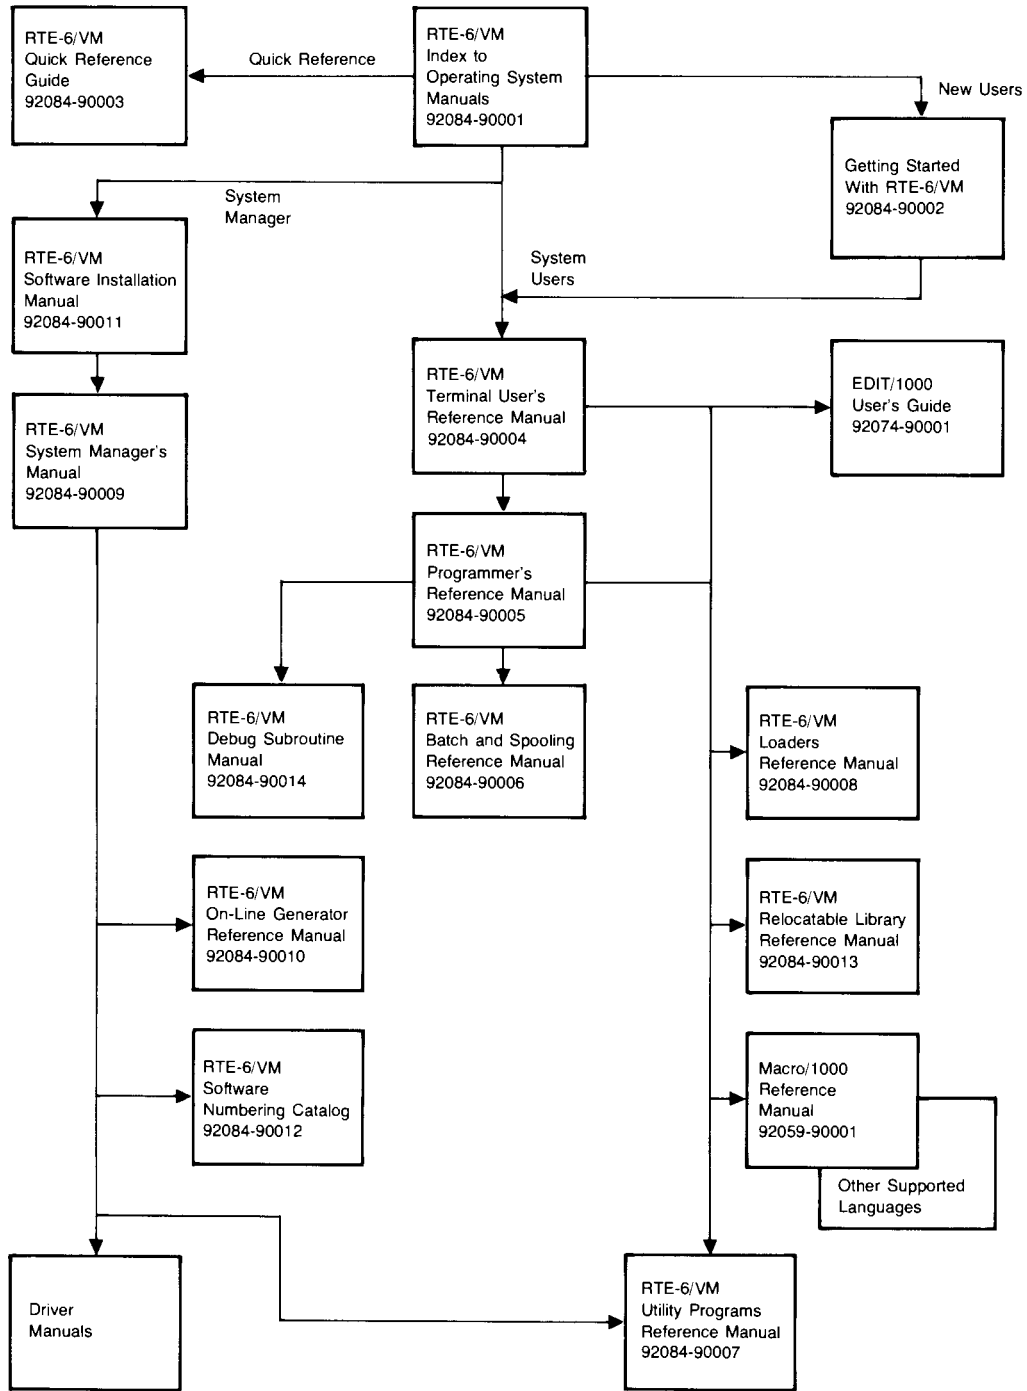 RTE-6/VM
Quick Reference
Guide
92084-90003
Quick Reference
RTE-6/VM
Index to
Operating System
Manuals
92084-90001
New Users
Getting Started
With RTE-6/VM
92084-90002
System
Manager
System
Users
RTE-6/VM
Software Installation
Manual
92084-90011
RTE-6/VM
Terminal User's
Reference Manual
92084-90004
EDIT/1000
User's Guide
92074-90001
RTE-6/VM
System Manager's
Manual
92084-90009
RTE-6/VM
Programmer's
Reference Manual
92084-90005
RTE-6/VM
Debug Subroutine
Manual
92084-90014
RTE-6/VM
Batch and Spooling
Reference Manual
92084-90006
RTE-6/VM
Loaders
Reference Manual
92084-90008
RTE-6/VM
On-Line Generator
Reference Manual
92084-90010
RTE-6/VM
Relocatable Library
Reference Manual
92084-90013
RTE-6/VM
Software
Numbering Catalog
92084-90012
Macro/1000
Reference
Manual
92059-90001
Other Supported
Languages
Driver
Manuals
RTE-6/VM
Utility Programs
Reference Manual
92084-90007